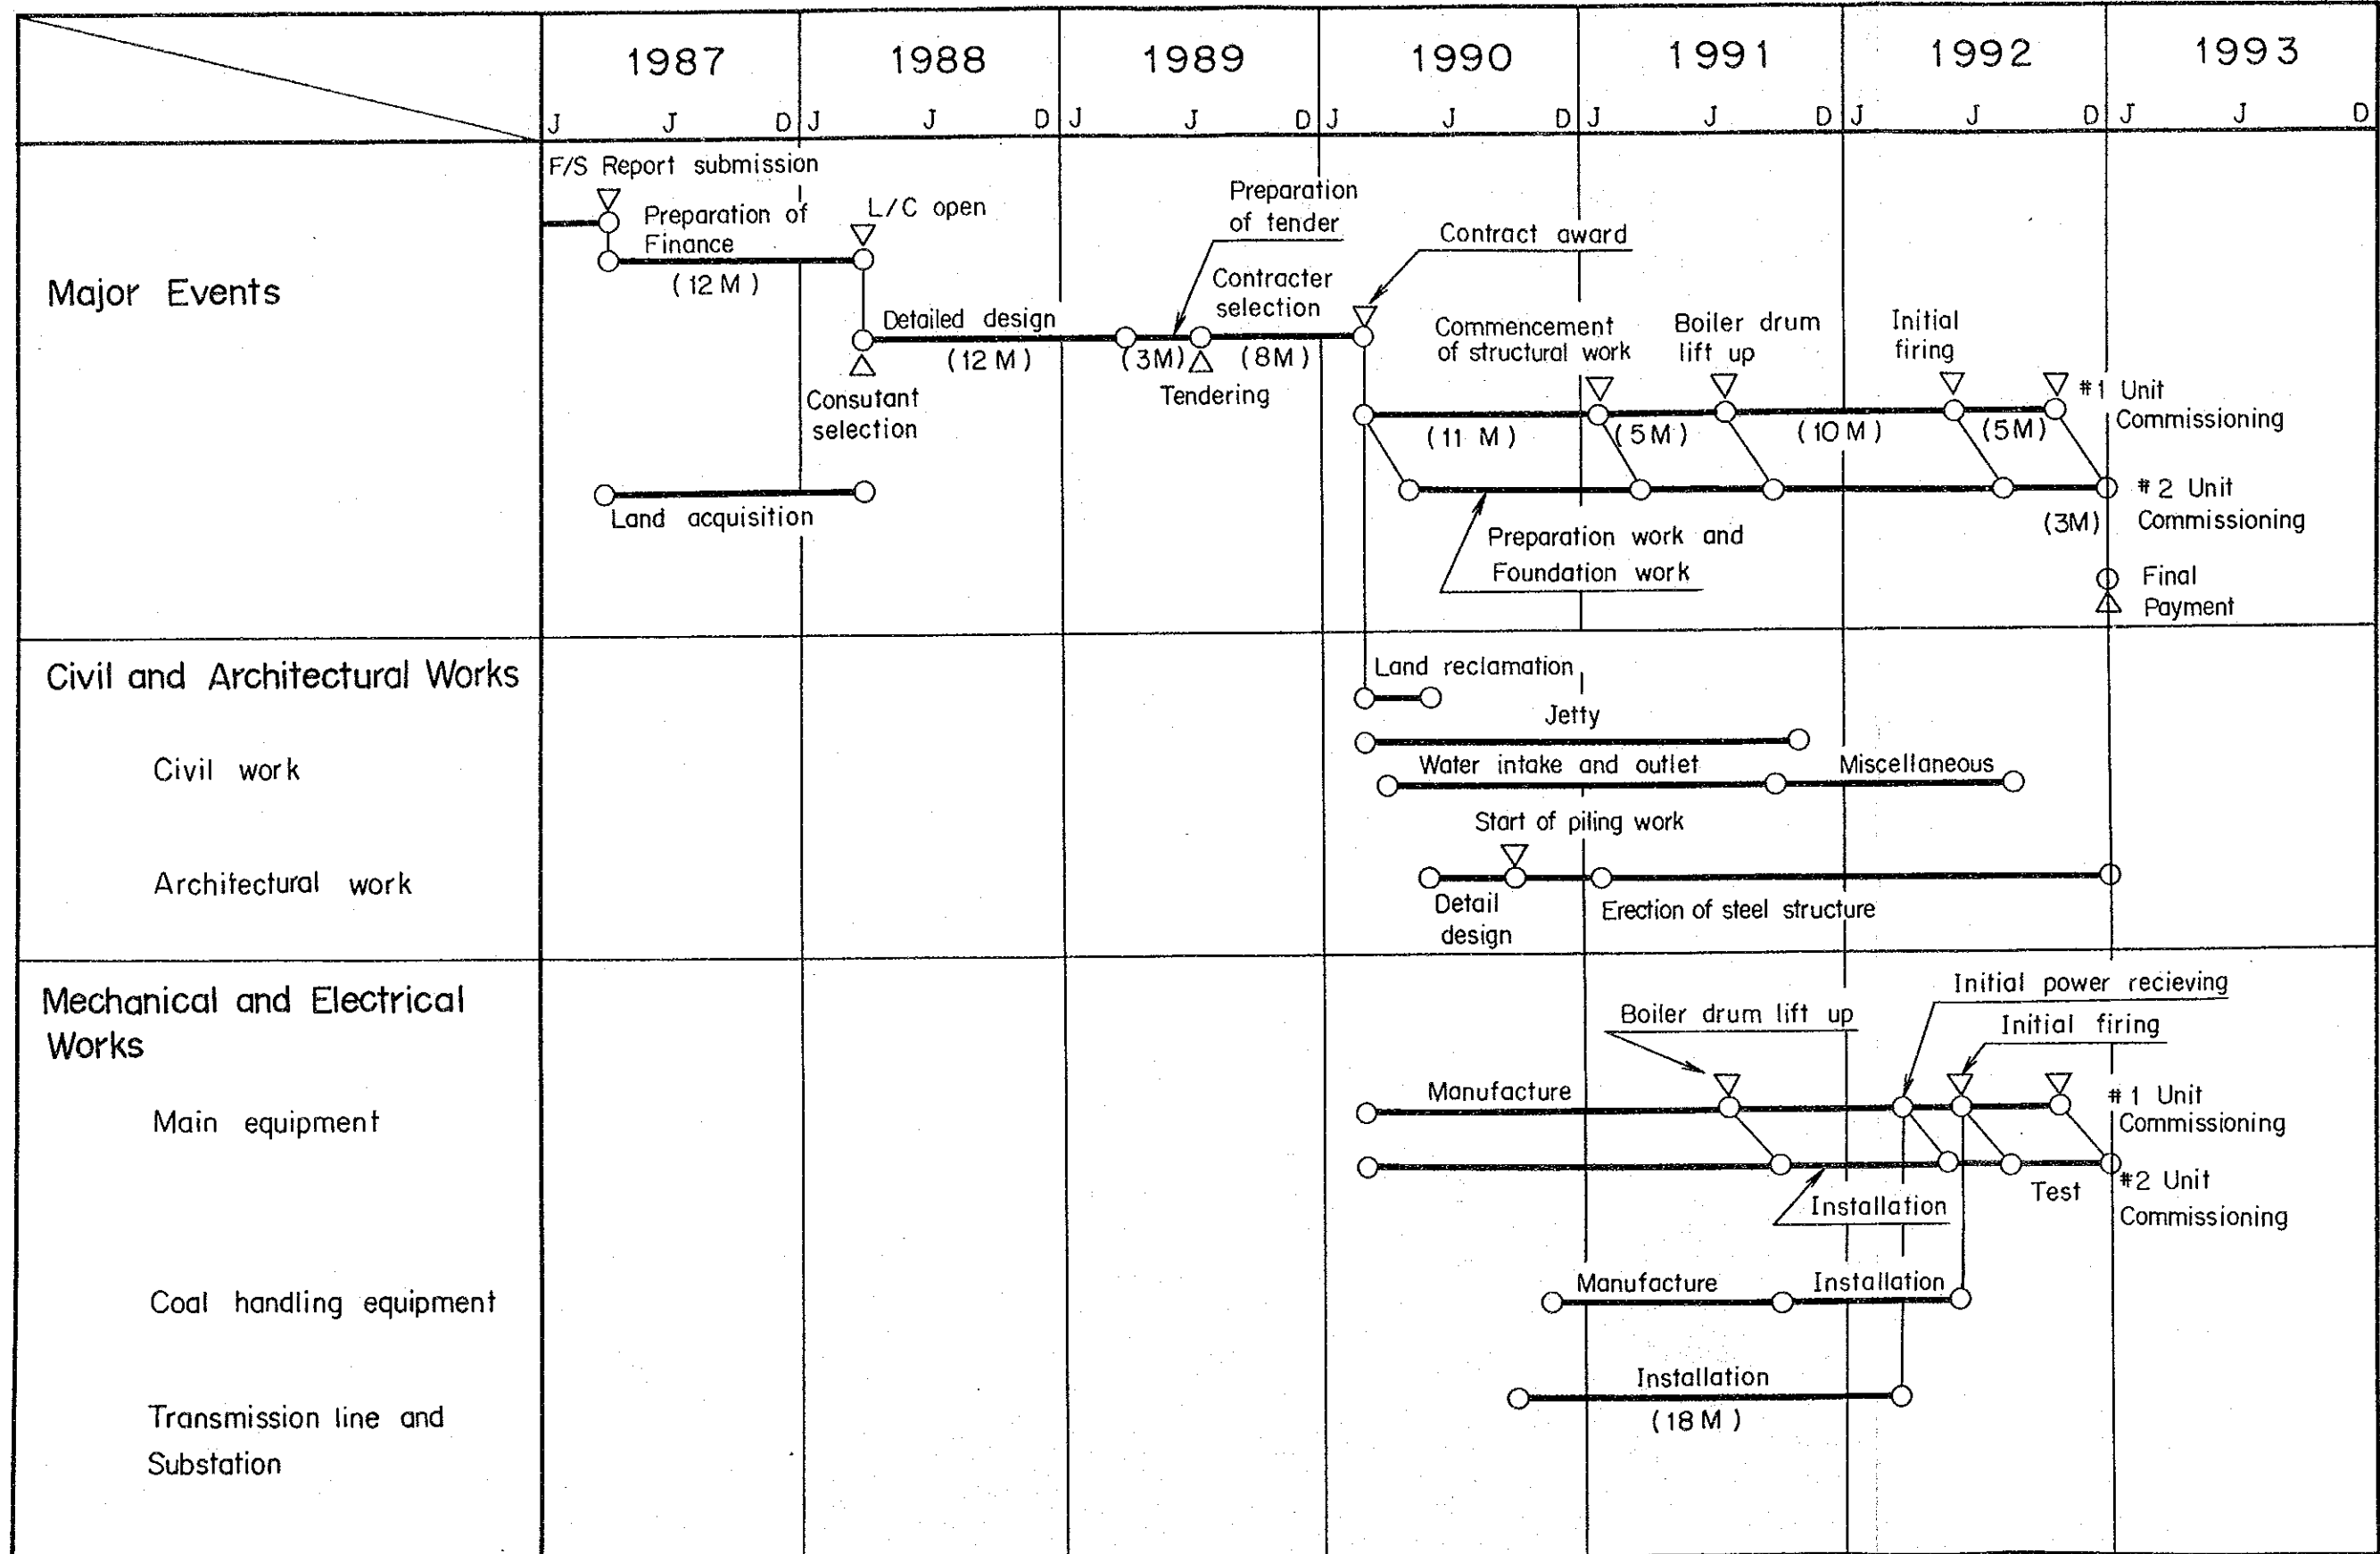 1987 1988 1989 1990 1991 1992 1993
J J D J J D J J D J J D J J D J J D J J D
Major Events
F/S Report submission
Preparation of
Finance
(12 M)
L/C open
Detailed design
(12 M)
Consutant
selection
Land acquisition
Preparation
of tender
(3M)
Tendering
Contracter
selection
(8M)
Contract award
Commencement
of structural work
Boiler drum
lift up
Initial
firing
#1 Unit
Commissioning
(11 M)
(5M)
(10 M)
(5M)
Preparation work and
Foundation work
#2 Unit
Commissioning
(3M)
Final
Payment
Civil and Architectural Works
Civil work
Land reclamation
Jetty
Water intake and outlet
Miscellaneous
Architectural work
Start of piling work
Detail
design
Erection of steel structure
Mechanical and Electrical
Works
Main equipment
Manufacture
Boiler drum lift up
Initial power recieving
Initial firing
#1 Unit
Commissioning
Installation
Test
#2 Unit
Commissioning
Coal handling equipment
Manufacture
Installation
Transmission line and
Substation
Installation
(18 M)